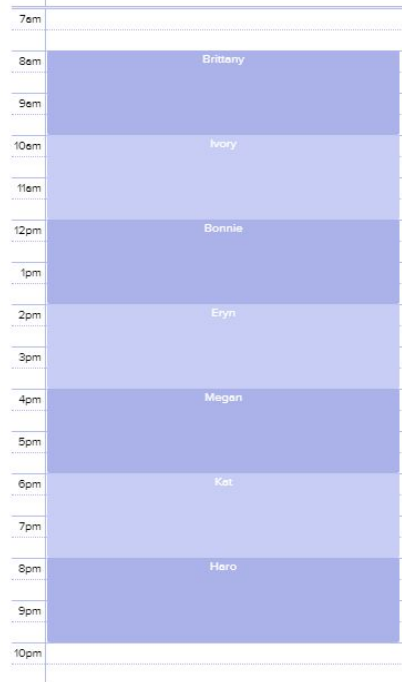 7am
8am Brittany
9am
10am Ivory
11am
12pm Bonnie
1pm
2pm Eryn
3pm
4pm Megan
5pm
6pm Kat
7pm
8pm Haro
9pm
10pm